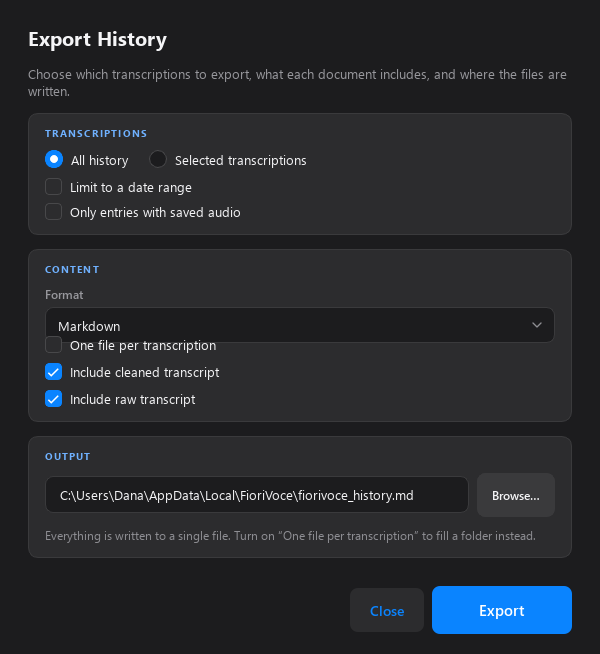 Export History
Choose which transcriptions to export, what each document includes, and where the files are
written.
TRANSCRIPTIONS
All history Selected transcriptions
Limit to a date range
Only entries with saved audio
CONTENT
Format
Markdown
One file per transcription
Include cleaned transcript
Include raw transcript
OUTPUT
C:\Users\Dana\AppData\Local\FioriVoce\fiorivoce_history.md Browse...
Everything is written to a single file. Turn on “One file per transcription” to fill a folder instead.
Close Export